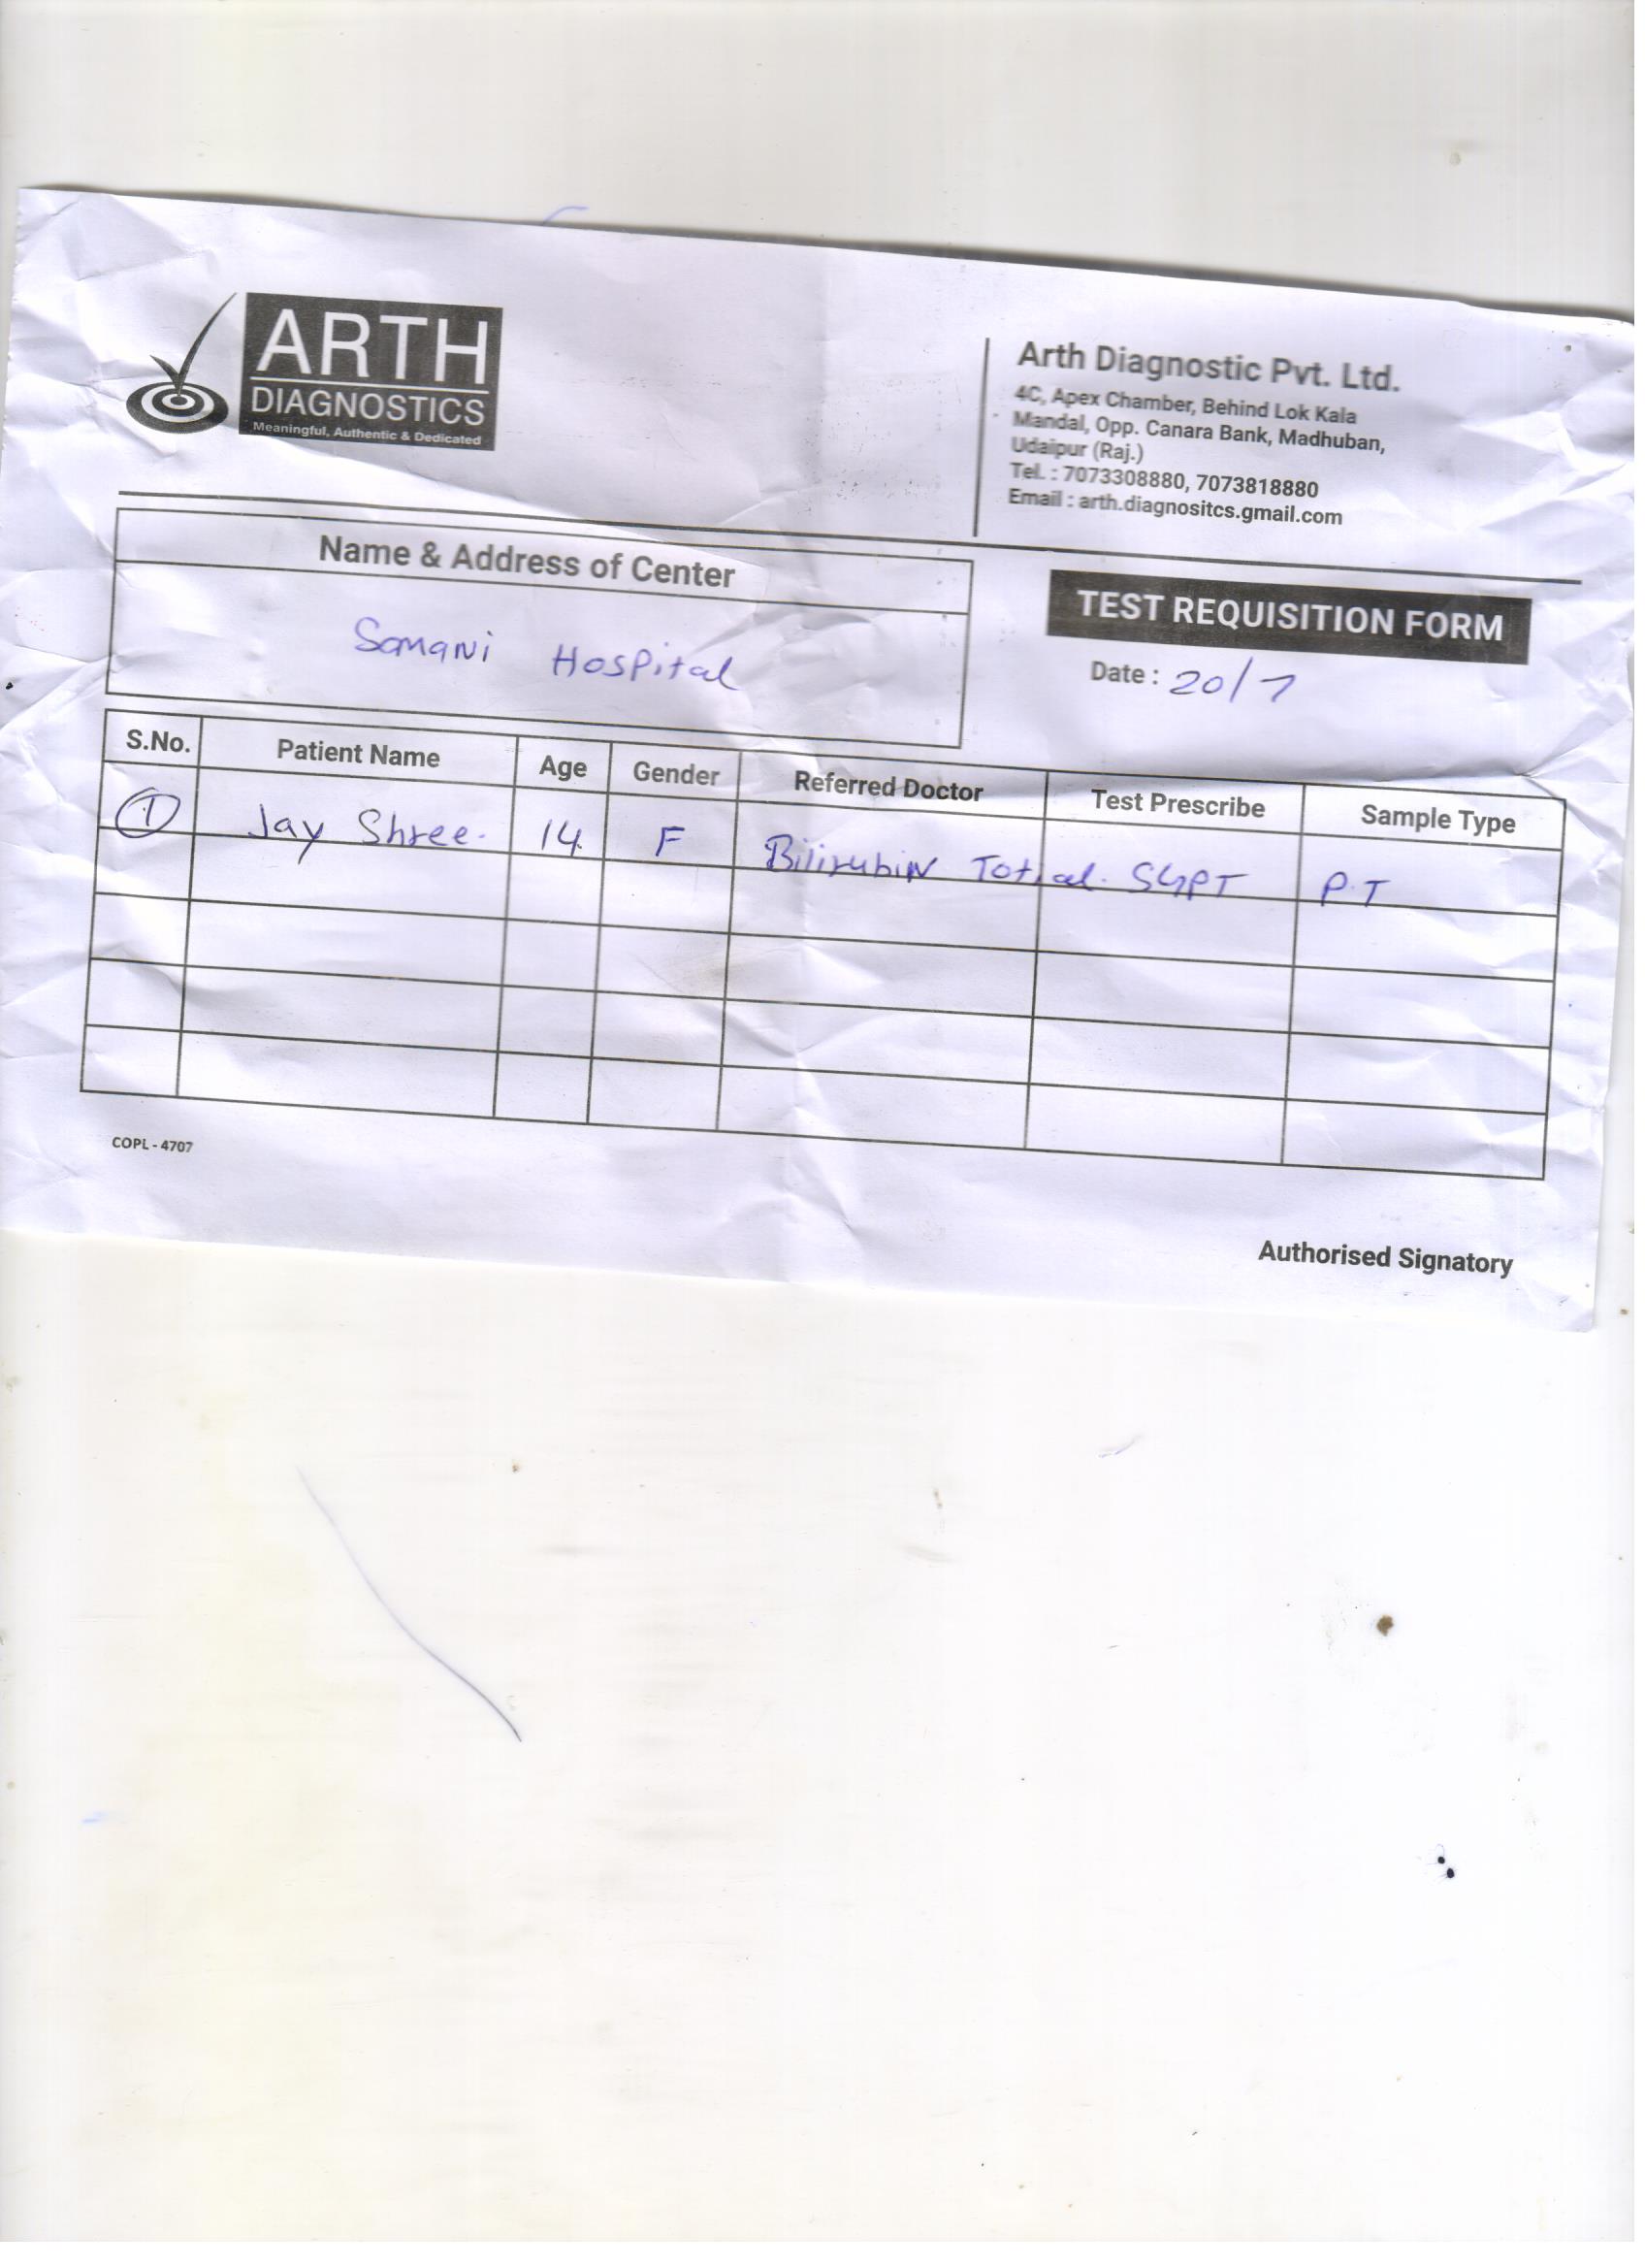 ARTH
DIAGNOSTICS
Meaningful, Authentic & Dedicated
Arth Diagnostic Pvt. Ltd.
4C, Apex Chamber, Behind Lok Kala
Mandal, Opp. Canara Bank, Madhuban,
Udaipur (Raj.)
Tel. : 7073308880, 7073818880
Email : arth.diagnositcs.gmail.com
Name & Address of Center
Somani Hospital
TEST REQUISITION FORM
Date : 20/7
S.No. Patient Name Age Gender Referred Doctor Test Prescribe Sample Type
1 Jay Shree. 14 F Bilirubin Total. SGPT P.T
COPL - 4707
Authorised Signatory